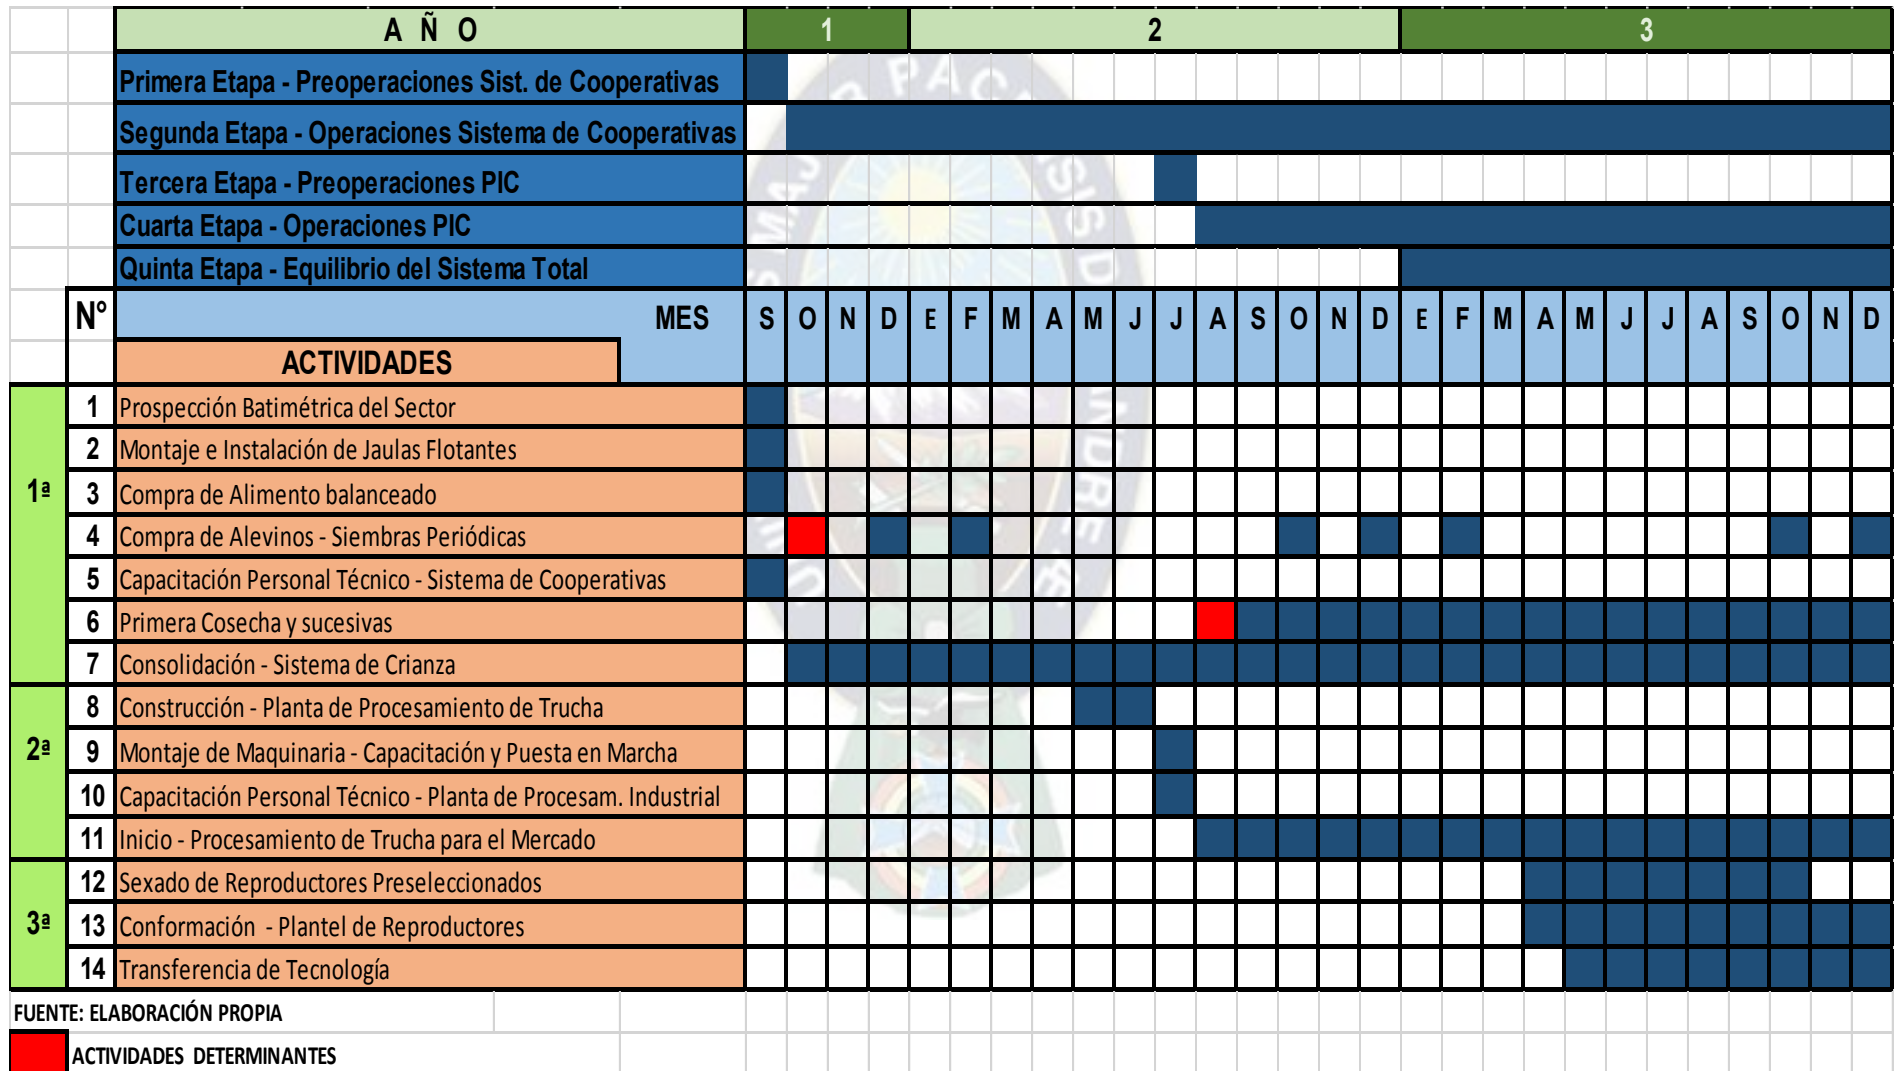 A Ñ O 1 2 3
Primera Etapa - Preoperaciones Sist. de Cooperativas
Segunda Etapa - Operaciones Sistema de Cooperativas
Tercera Etapa - Preoperaciones PIC
Cuarta Etapa - Operaciones PIC
Quinta Etapa - Equilibrio del Sistema Total
Nº MES S O N D E F M A M J J A S O N D E F M A M J J A S O N D
ACTIVIDADES
1ª
1 Prospección Batimétrica del Sector
2 Montaje e Instalación de Jaulas Flotantes
3 Compra de Alimento balanceado
4 Compra de Alevinos - Siembras Periódicas
5 Capacitación Personal Técnico - Sistema de Cooperativas
6 Primera Cosecha y sucesivas
7 Consolidación - Sistema de Crianza
2ª
8 Construcción - Planta de Procesamiento de Trucha
9 Montaje de Maquinaria - Capacitación y Puesta en Marcha
10 Capacitación Personal Técnico - Planta de Procesam. Industrial
11 Inicio - Procesamiento de Trucha para el Mercado
3ª
12 Sexado de Reproductores Preseleccionados
13 Conformación - Plantel de Reproductores
14 Transferencia de Tecnología
FUENTE: ELABORACIÓN PROPIA
ACTIVIDADES DETERMINANTES